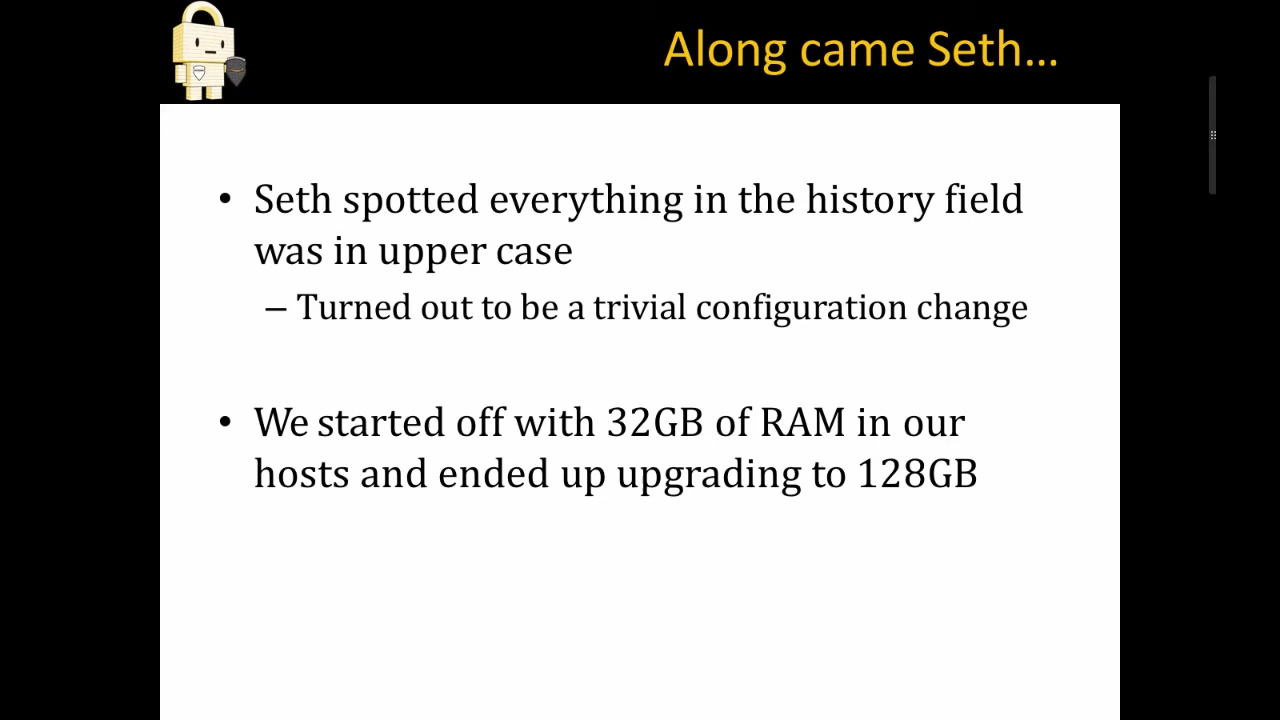 Along came Seth…
• Seth spotted everything in the history field
was in upper case
– Turned out to be a trivial configuration change
• We started off with 32GB of RAM in our
hosts and ended up upgrading to 128GB